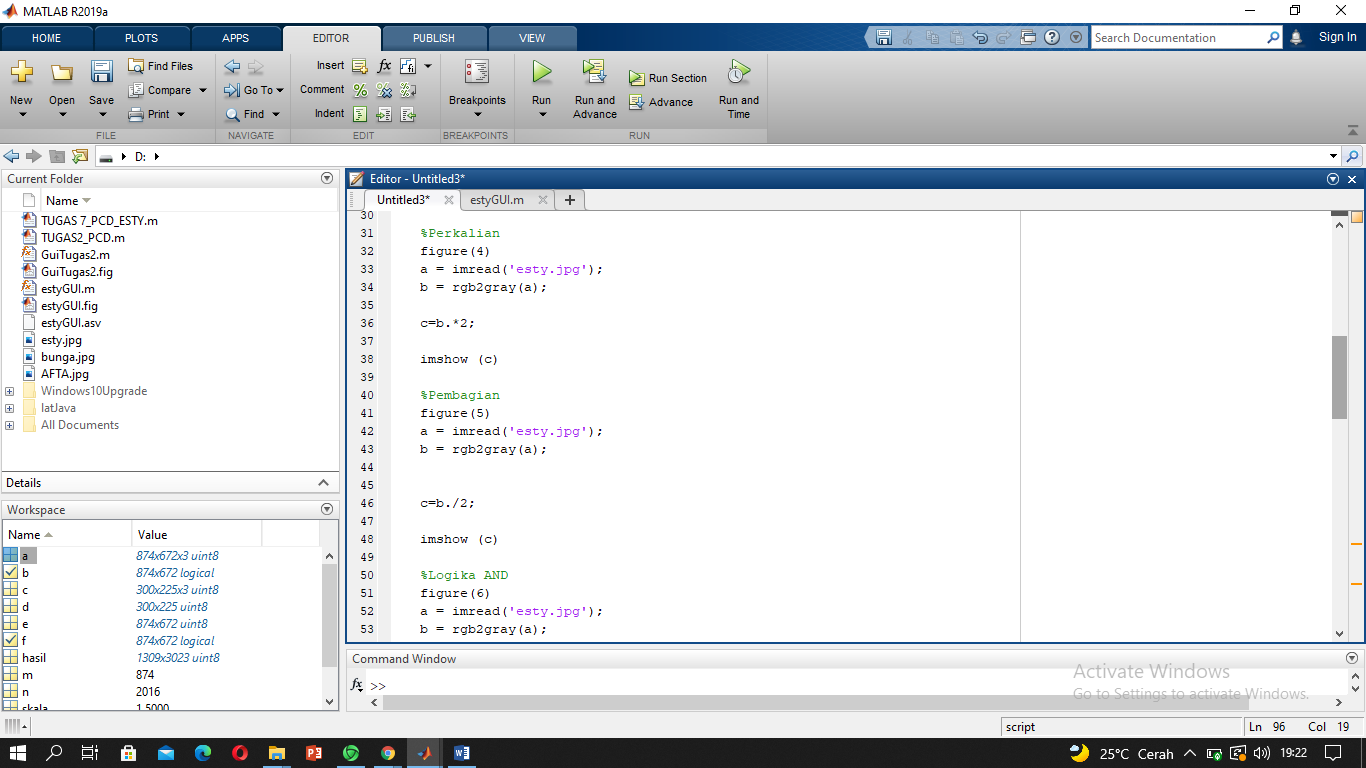 MATLAB R2019a
HOME PLOTS APPS EDITOR PUBLISH VIEW
Search Documentation Sign In
New Open Save Find Files Compare Print
FILE
Go To Find
NAVIGATE
Insert fx
Comment
Indent
EDIT
Breakpoints
BREAKPOINTS
Run Run and Advance Run Section Advance Run and Time
RUN
D:
Current Folder
Name
TUGAS 7_PCD_ESTY.m
TUGAS2_PCD.m
GuiTugas2.m
GuiTugas2.fig
estyGUI.m
estyGUI.fig
estyGUI.asv
esty.jpg
bunga.jpg
AFTA.jpg
Windows10Upgrade
latJava
All Documents
Details
Workspace
Name Value
a 874x672x3 uint8
b 874x672 logical
c 300x225x3 uint8
d 300x225 uint8
e 874x672 uint8
f 874x672 logical
hasil 1309x3023 uint8
m 874
n 2016
skala 1.5000
Editor - Untitled3*
Untitled3* estyGUI.m
30
31 %Perkalian
32 figure(4)
33 a = imread('esty.jpg');
34 b = rgb2gray(a);
35
36 c=b.*2;
37
38 imshow (c)
39
40 %Pembagian
41 figure(5)
42 a = imread('esty.jpg');
43 b = rgb2gray(a);
44
45
46 c=b./2;
47
48 imshow (c)
49
50 %Logika AND
51 figure(6)
52 a = imread('esty.jpg');
53 b = rgb2gray(a);
Command Window
fx >>
Activate Windows
Go to Settings to activate Windows.
script Ln 96 Col 19
25°C Cerah 19:22